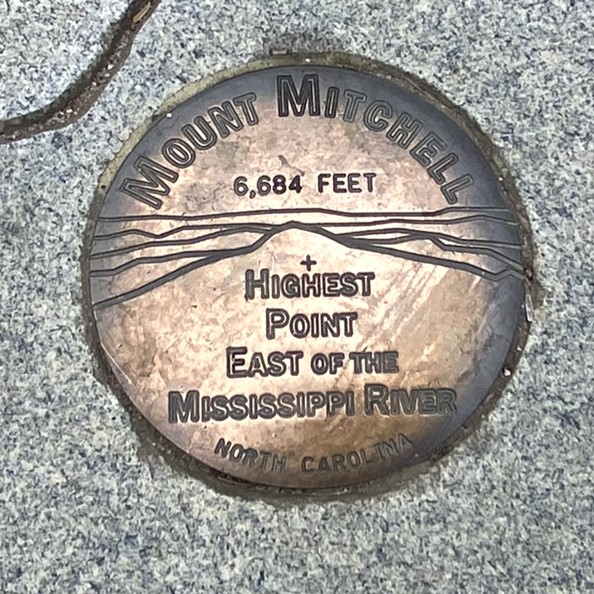 MOUNT MITCHELL
6,684 FEET
HIGHEST
POINT
EAST OF THE
MISSISSIPPI RIVER
NORTH CAROLINA